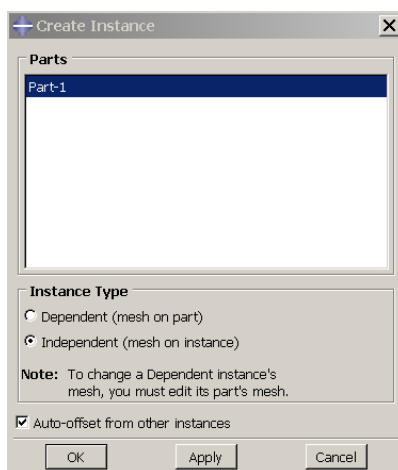 Create Instance
Parts
Part-1
Instance Type
Dependent (mesh on part)
Independent (mesh on instance)
Note: To change a Dependent instance's
mesh, you must edit its part's mesh.
Auto-offset from other instances
OK Apply Cancel